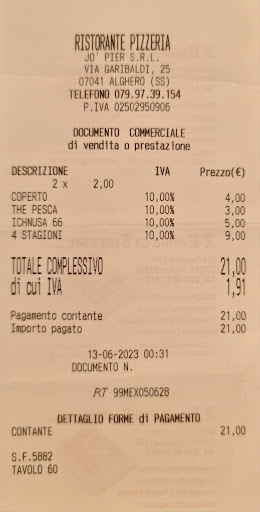 RISTORANTE PIZZERIA
JO' PIER S.R.L.
VIA GARIBALDI, 25
07041 ALGHERO (SS)
TELEFONO 079.97.39.154
P.IVA 02502950906
DOCUMENTO COMMERCIALE
di vendita o prestazione
DESCRIZIONE IVA Prezzo(€)
2 x 2,00
COPERTO 10,00% 4,00
THE PESCA 10,00% 3,00
ICHNUSA 66 10,00% 5,00
4 STAGIONI 10,00% 9,00
TOTALE COMPLESSIVO 21,00
di cui IVA 1,91
Pagamento contante 21,00
Importo pagato 21,00
13-06-2023 00:31
DOCUMENTO N.
RT 99MEX050628
DETTAGLIO FORME di PAGAMENTO
CONTANTE 21,00
S.F.5882
TAVOLO 60